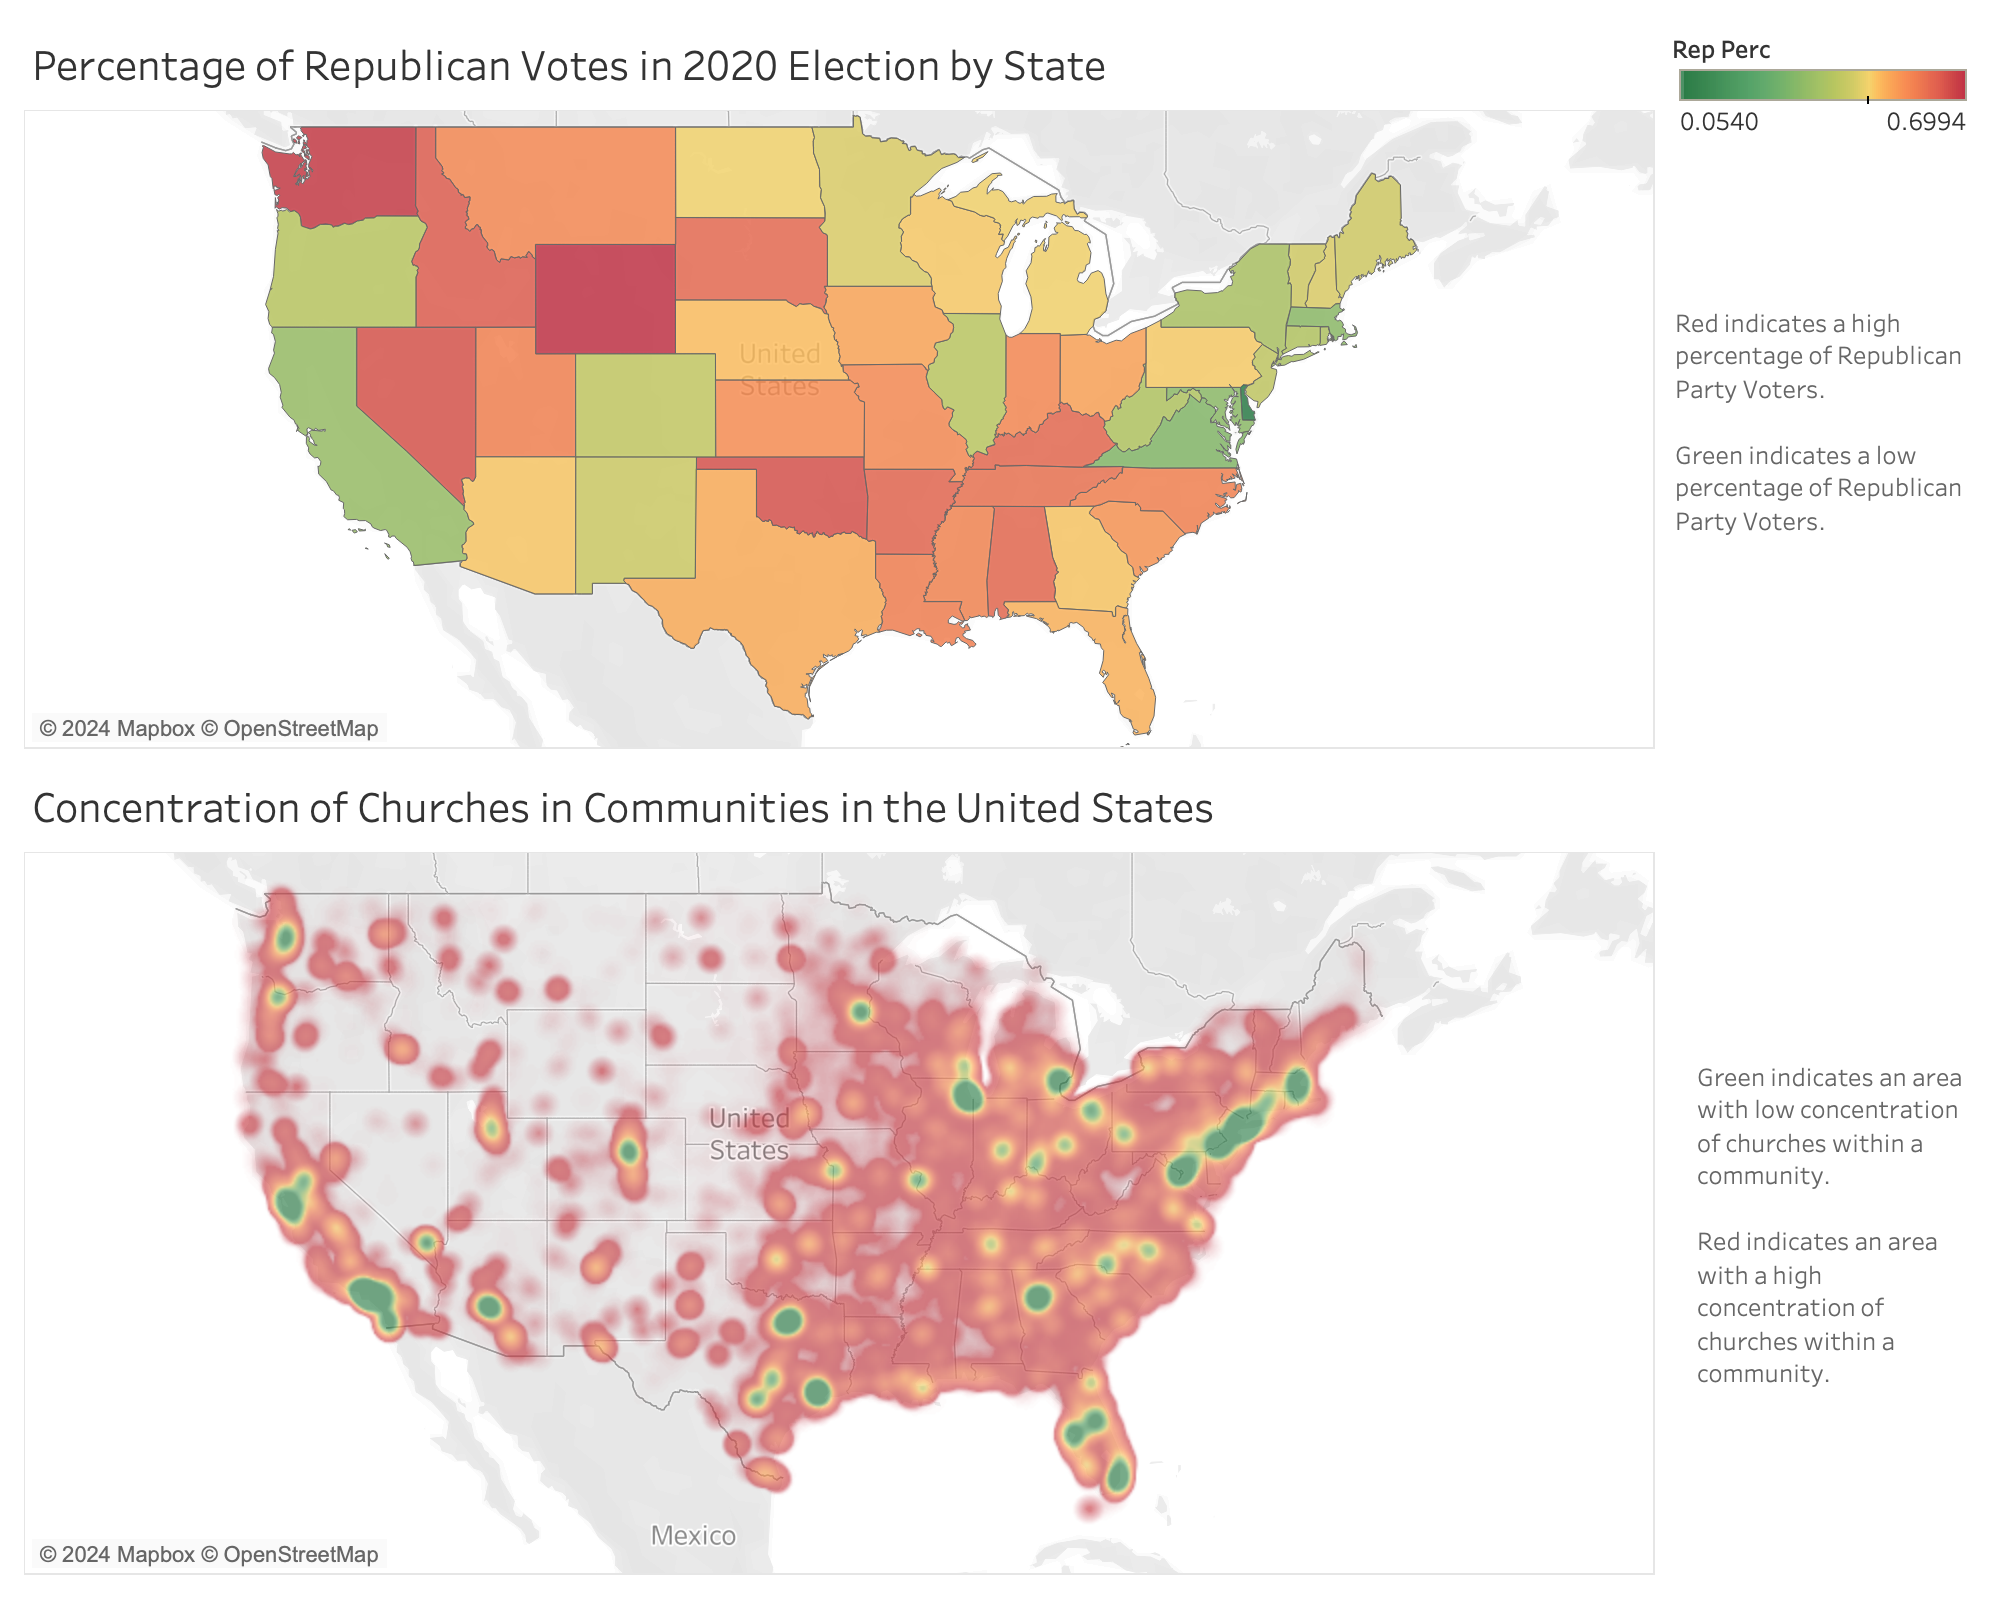 Percentage of Republican Votes in 2020 Election by State
Rep Perc
0.0540 0.6994
Red indicates a high
percentage of Republican
Party Voters.
Green indicates a low
percentage of Republican
Party Voters.
United
States
© 2024 Mapbox © OpenStreetMap
Concentration of Churches in Communities in the United States
United
States
Mexico
Green indicates an area
with low concentration
of churches within a
community.
Red indicates an area
with a high
concentration of
churches within a
community.
© 2024 Mapbox © OpenStreetMap